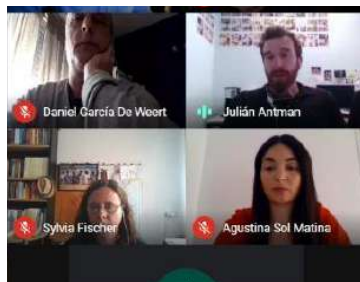 Daniel García De Weert
Julián Antman
Sylvia Fischer
Agustina Sol Matina